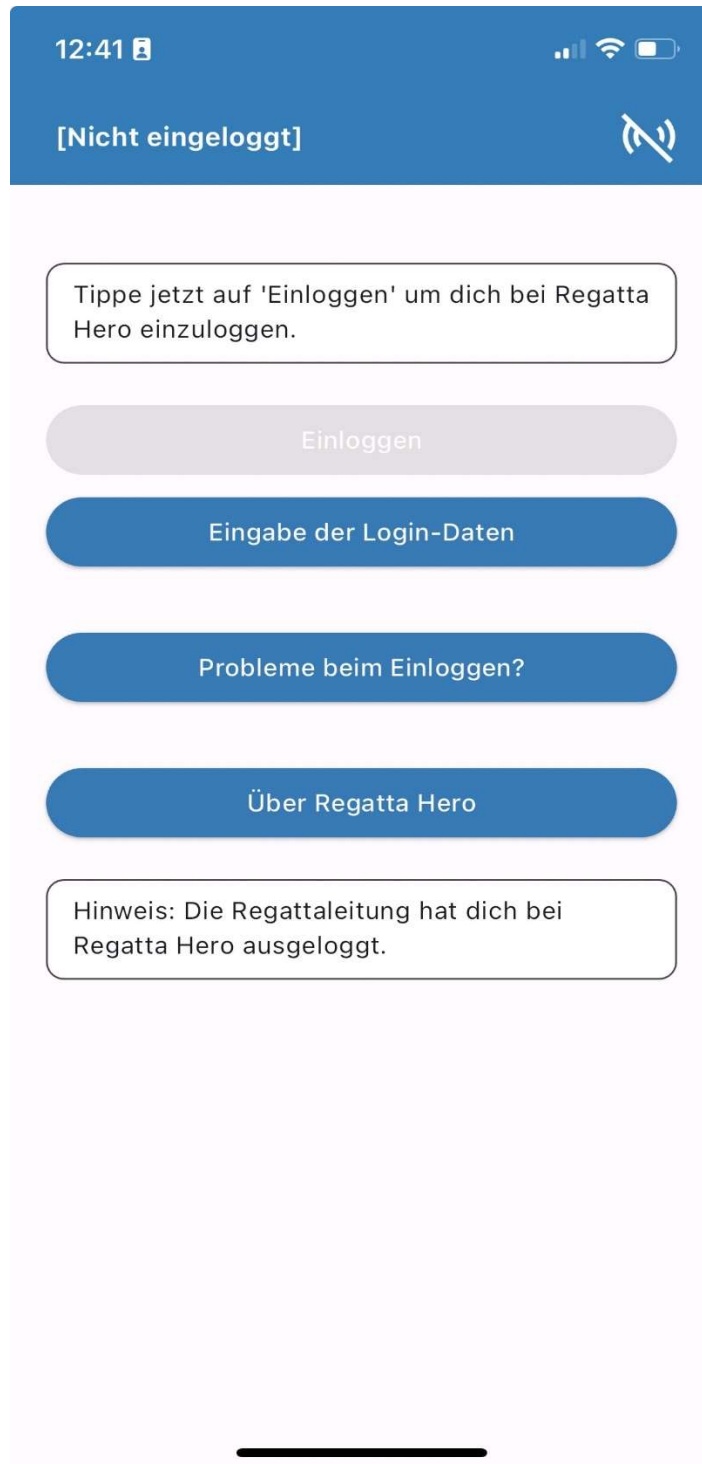 12:41
[Nicht eingeloggt]
Tippe jetzt auf 'Einloggen' um dich bei Regatta
Hero einzuloggen.
Einloggen
Eingabe der Login-Daten
Probleme beim Einloggen?
Über Regatta Hero
Hinweis: Die Regattaleitung hat dich bei
Regatta Hero ausgeloggt.